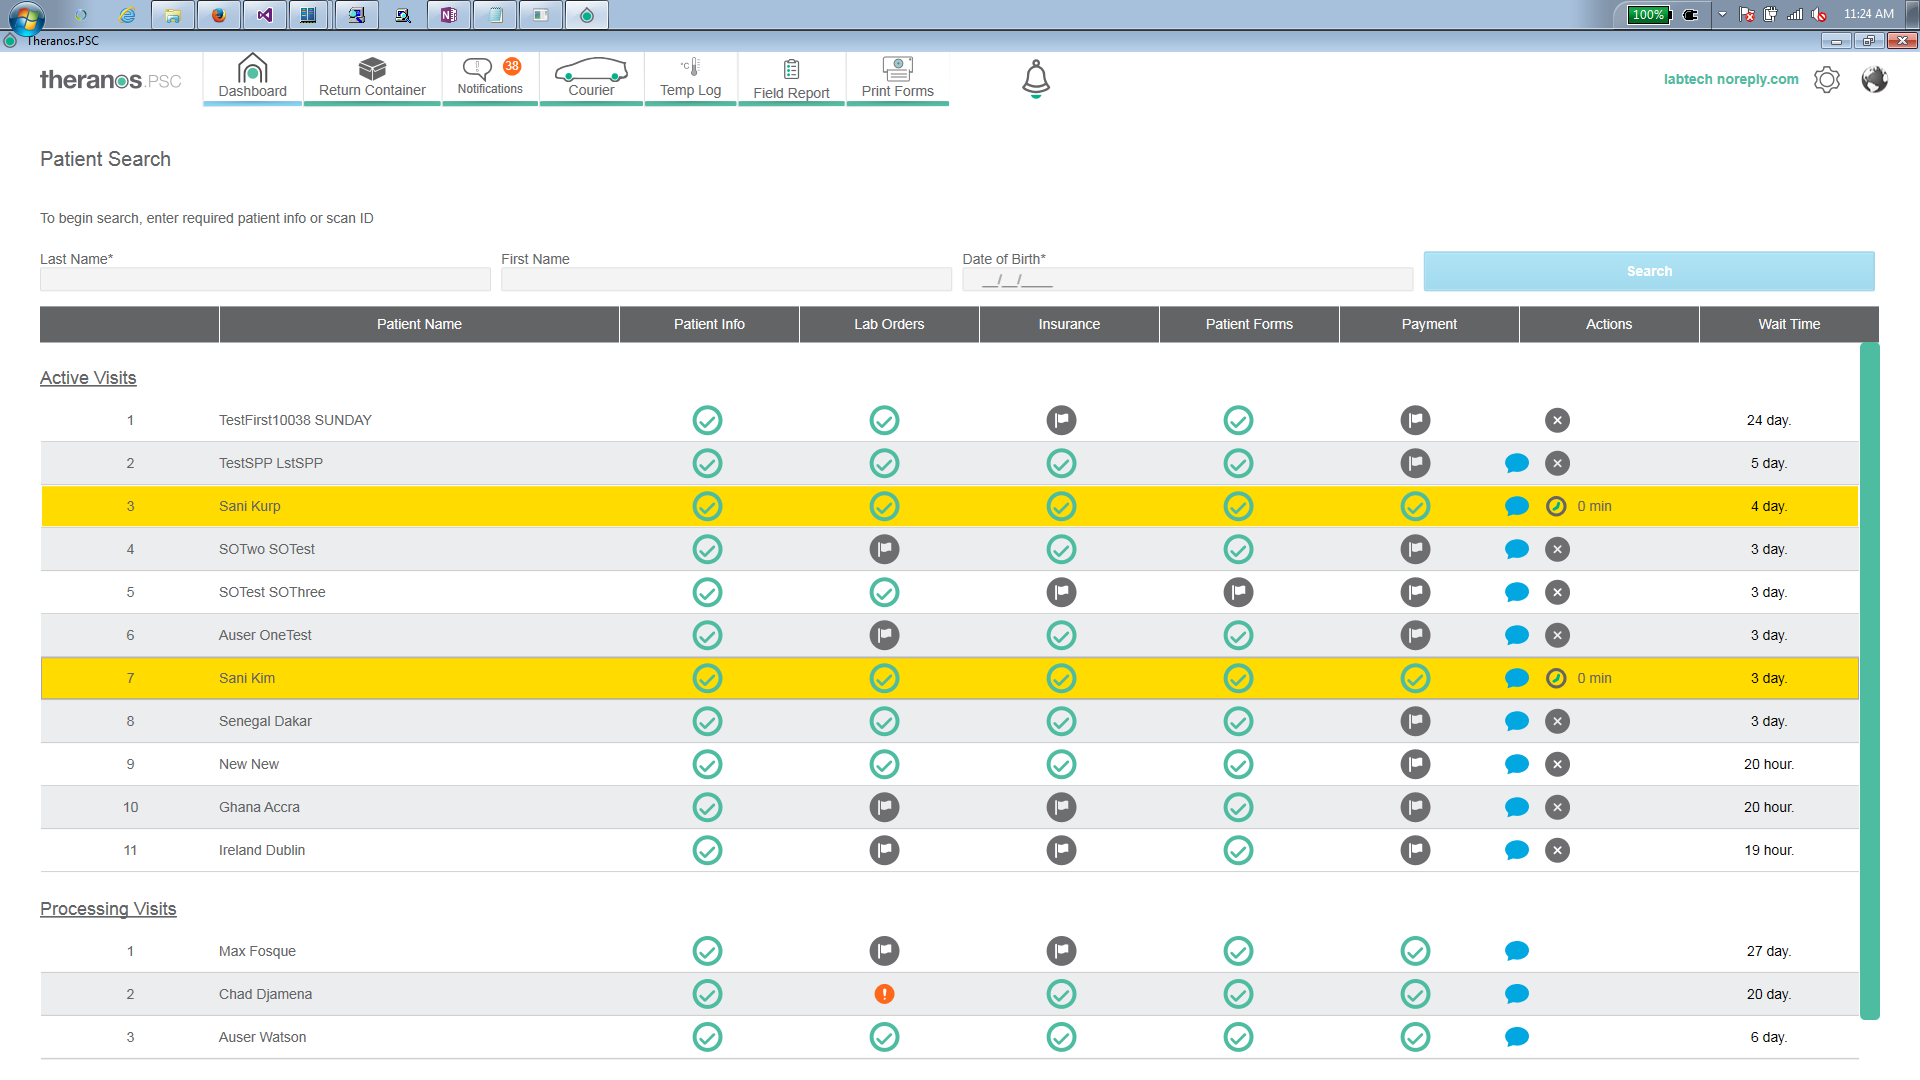 100%
11:24 AM
Theranos.PSC
theranos.PSC
Dashboard
Return Container
38
Notifications
Courier
°C
Temp Log
Field Report
Print Forms
labtech noreply.com
Patient Search
To begin search, enter required patient info or scan ID
Last Name*
First Name
Date of Birth*
__/__/____
Search
Patient Name Patient Info Lab Orders Insurance Patient Forms Payment Actions Wait Time
Active Visits
1 TestFirst10038 SUNDAY 24 day.
2 TestSPP LstSPP 5 day.
3 Sani Kurp 0 min 4 day.
4 SOTwo SOTest 3 day.
5 SOTest SOThree 3 day.
6 Auser OneTest 3 day.
7 Sani Kim 0 min 3 day.
8 Senegal Dakar 3 day.
9 New New 20 hour.
10 Ghana Accra 20 hour.
11 Ireland Dublin 19 hour.
Processing Visits
1 Max Fosque 27 day.
2 Chad Djamena 20 day.
3 Auser Watson 6 day.